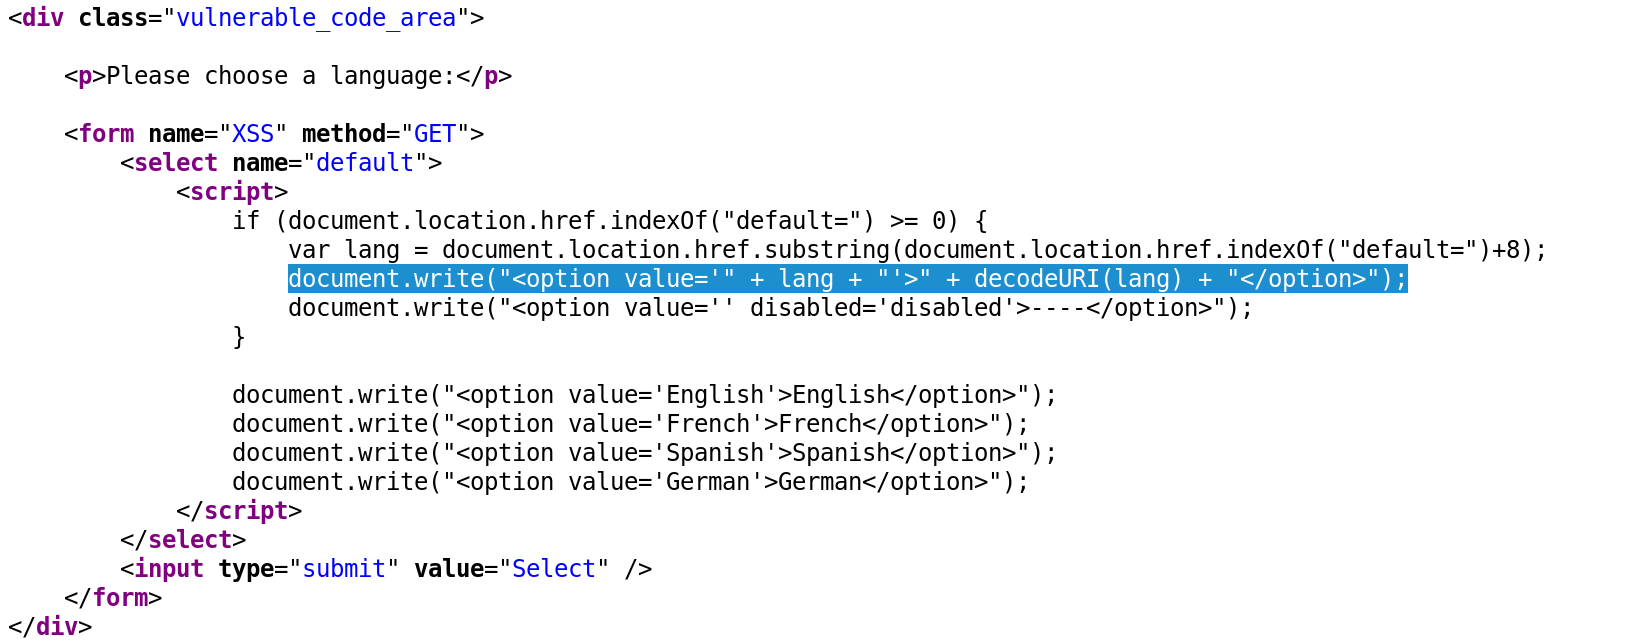 <div class="vulnerable_code_area">
<p>Please choose a language:</p>
<form name="XSS" method="GET">
<select name="default">
<script>
if (document.location.href.indexOf("default=") >= 0) {
var lang = document.location.href.substring(document.location.href.indexOf("default=")+8);
document.write("<option value='" + lang + "'>" + decodeURI(lang) + "</option>");
document.write("<option value='' disabled='disabled'>----</option>");
}
document.write("<option value='English'>English</option>");
document.write("<option value='French'>French</option>");
document.write("<option value='Spanish'>Spanish</option>");
document.write("<option value='German'>German</option>");
</script>
</select>
<input type="submit" value="Select" />
</form>
</div>